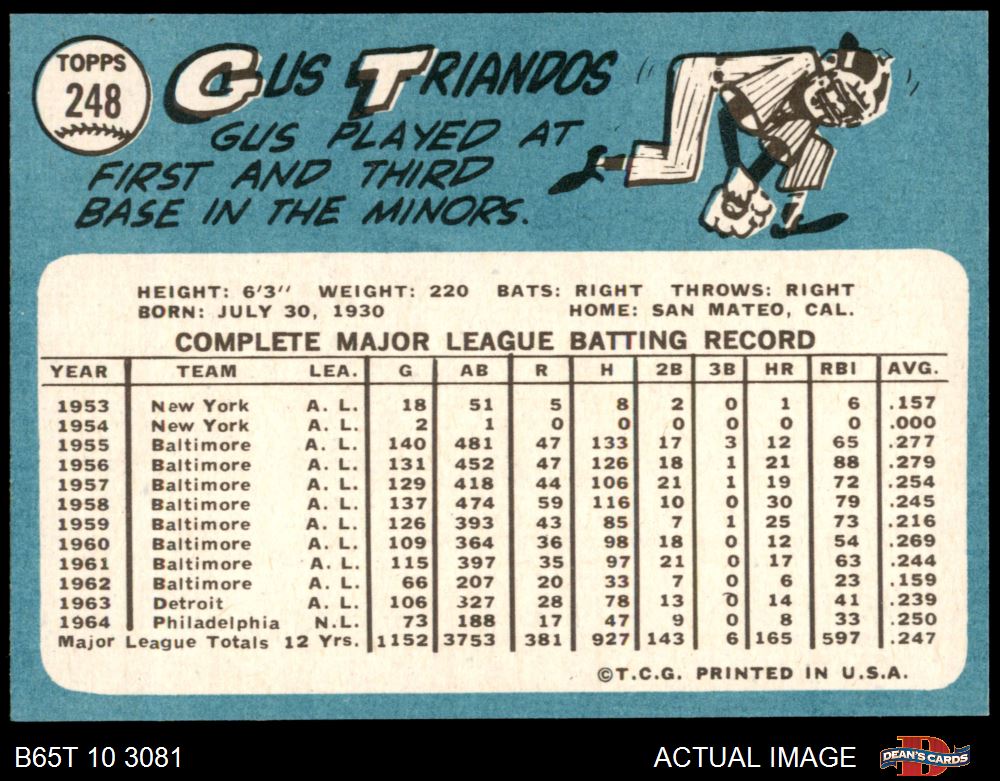 TOPPS
248
GUS TRIANDOS
GUS PLAYED AT
FIRST AND THIRD
BASE IN THE MINORS.
HEIGHT: 6'3" WEIGHT: 220 BATS: RIGHT THROWS: RIGHT
BORN: JULY 30, 1930 HOME: SAN MATEO, CAL.
COMPLETE MAJOR LEAGUE BATTING RECORD
YEAR TEAM LEA. G AB R H 2B 3B HR RBI AVG.
1953 New York A. L. 18 51 5 8 2 0 1 6 .157
1954 New York A. L. 2 1 0 0 0 0 0 0 .000
1955 Baltimore A. L. 140 481 47 133 17 3 12 65 .277
1956 Baltimore A. L. 131 452 47 126 18 1 21 88 .279
1957 Baltimore A. L. 129 418 44 106 21 1 19 72 .254
1958 Baltimore A. L. 137 474 59 116 10 0 30 79 .245
1959 Baltimore A. L. 126 393 43 85 7 1 25 73 .216
1960 Baltimore A. L. 109 364 36 98 18 0 12 54 .269
1961 Baltimore A. L. 115 397 35 97 21 0 17 63 .244
1962 Baltimore A. L. 66 207 20 33 7 0 6 23 .159
1963 Detroit A. L. 106 327 28 78 13 0 14 41 .239
1964 Philadelphia N.L. 73 188 17 47 9 0 8 33 .250
Major League Totals 12 Yrs. 1152 3753 381 927 143 6 165 597 .247
©T.C.G. PRINTED IN U.S.A.
B65T 10 3081 ACTUAL IMAGE D DEAN'S CARDS